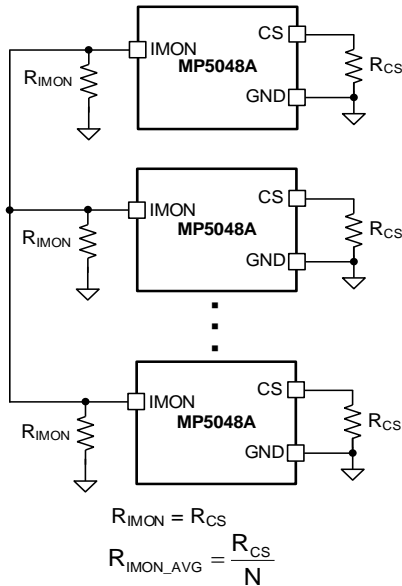 CS
IMON
MP5048A
R_IMON
R_CS
GND
CS
IMON
MP5048A
R_IMON
R_CS
GND
CS
IMON
MP5048A
R_IMON
R_CS
GND
R_IMON = R_CS
R_IMON_AVG = R_CS / N